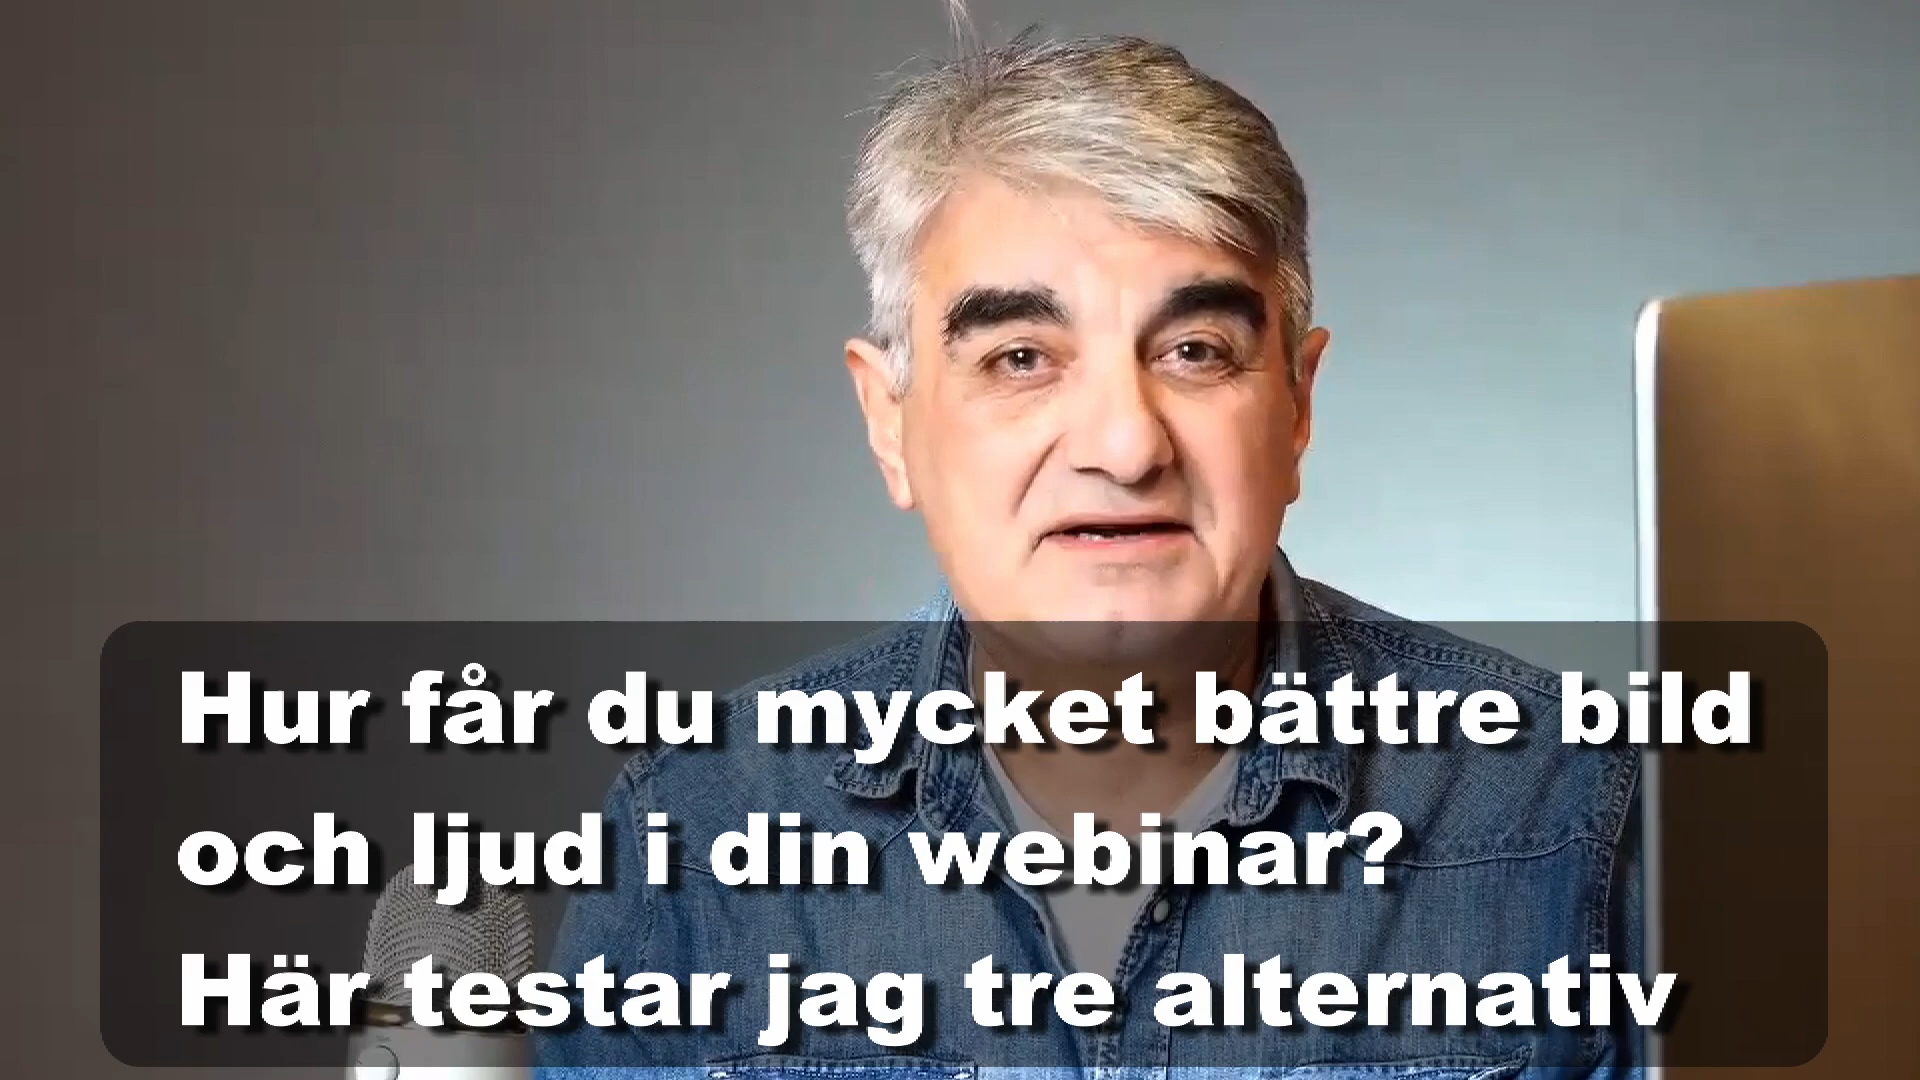 Hur får du mycket bättre bild
och ljud i din webinar?
Här testar jag tre alternativ